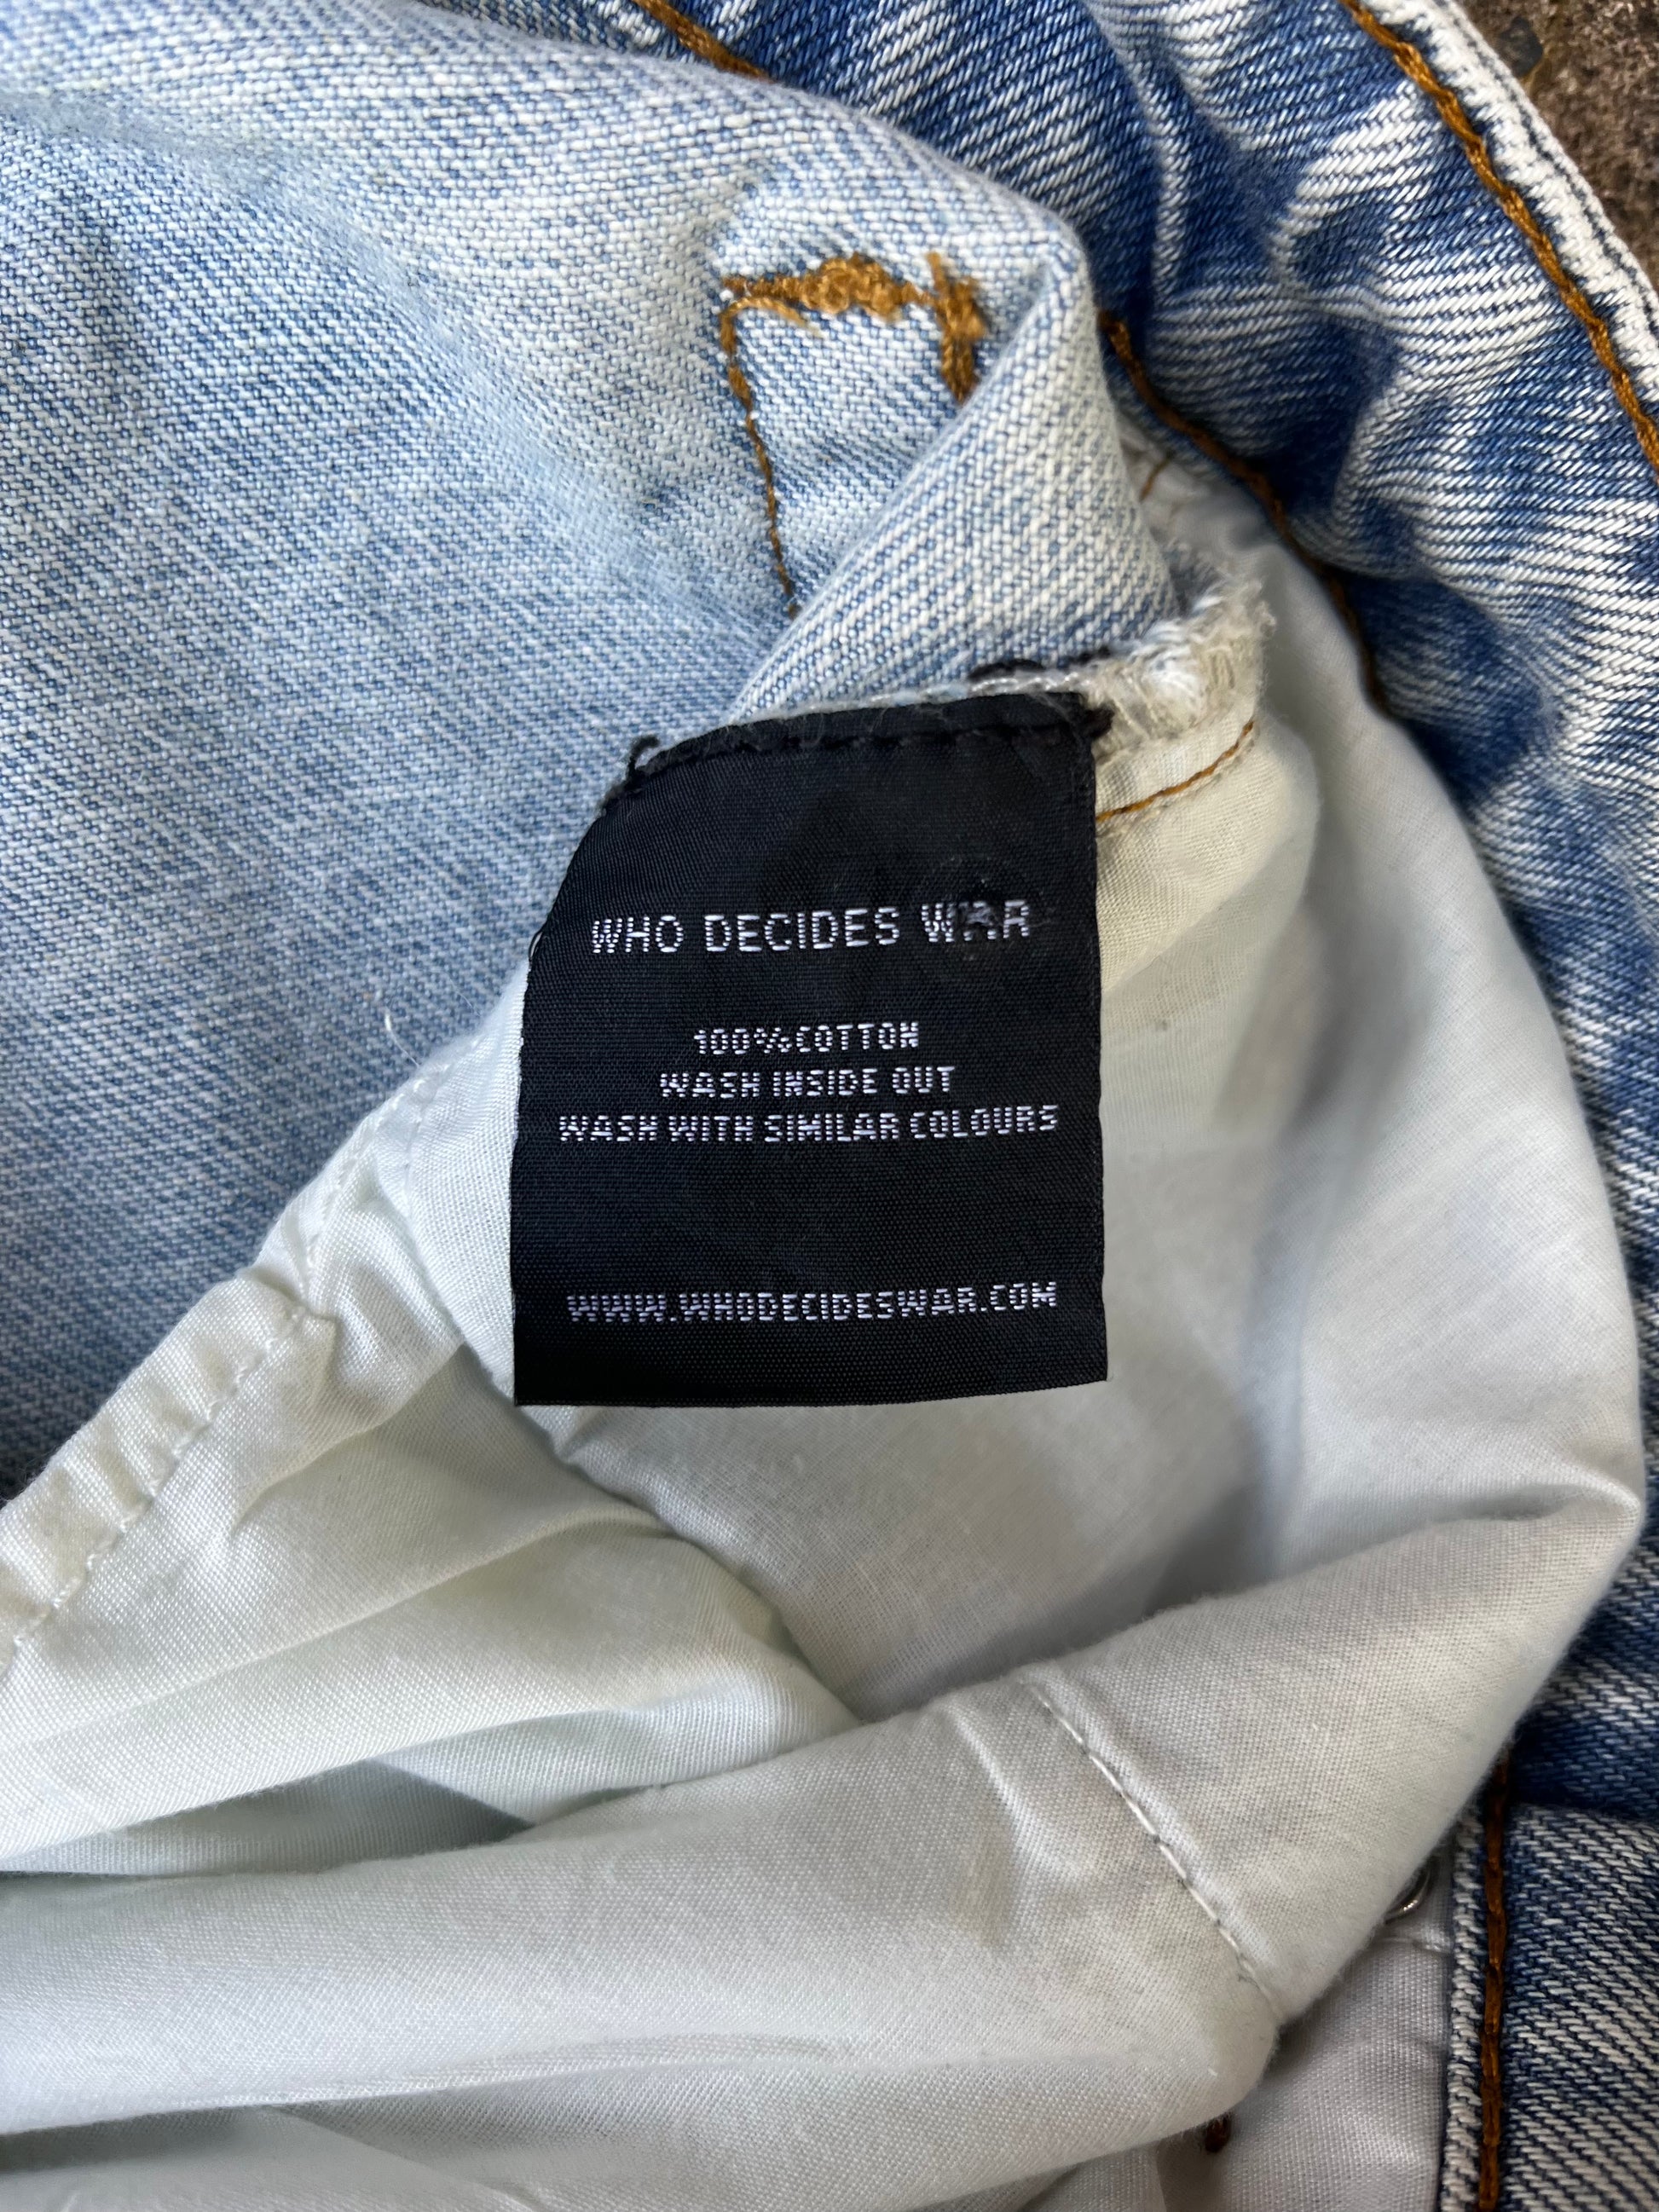 WHO DECIDES WAR
100%COTTON
WASH INSIDE OUT
WASH WITH SIMILAR COLOURS
WWW.WHODECIDESWAR.COM